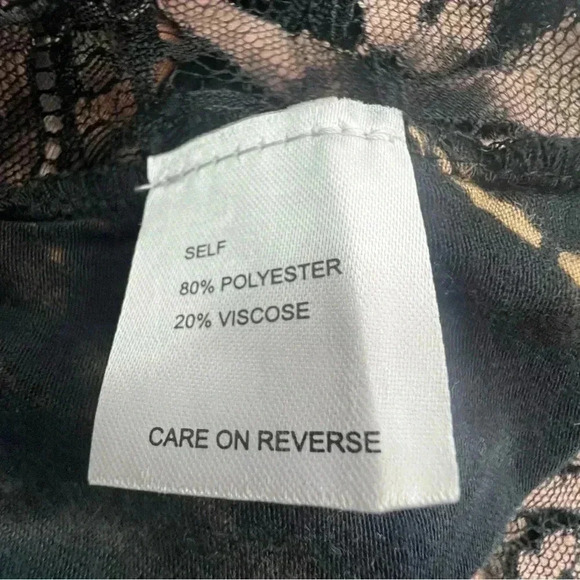 SELF
80% POLYESTER
20% VISCOSE
CARE ON REVERSE